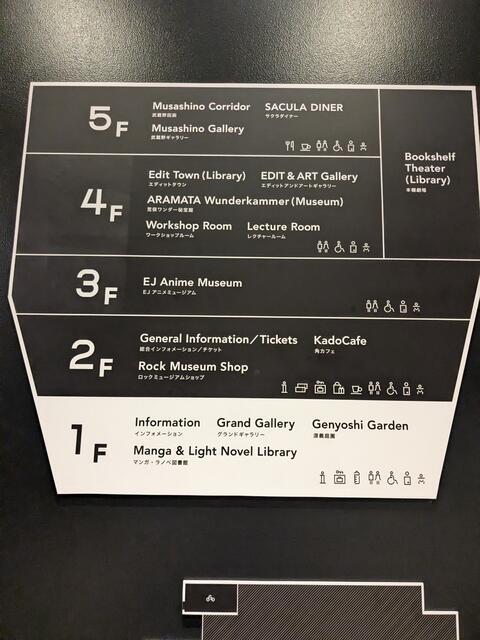 5F
Musashino Corridor SACULA DINER
武蔵野回廊 サクラダイナー
Musashino Gallery
武蔵野ギャラリー
Bookshelf
Theater
(Library)
本棚劇場
4F
Edit Town (Library) EDIT & ART Gallery
エディットタウン エディットアンドアートギャラリー
ARAMATA Wunderkammer (Museum)
荒俣ワンダー秘宝館
Workshop Room Lecture Room
ワークショップルーム レクチャールーム
3F
EJ Anime Museum
EJ アニメミュージアム
2F
General Information/Tickets KadoCafe
総合インフォメーション/チケット 角カフェ
Rock Museum Shop
ロックミュージアムショップ
1F
Information Grand Gallery Genyoshi Garden
インフォメーション グランドギャラリー 源義庭園
Manga & Light Novel Library
マンガ・ラノベ図書館